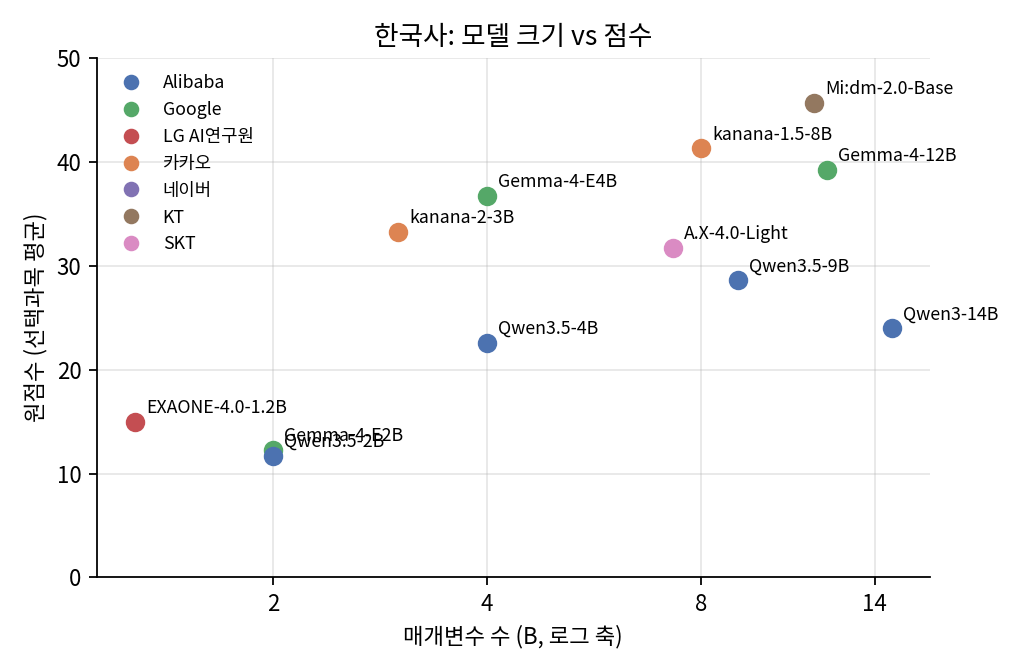 한국사: 모델 크기 vs 점수
원점수 (선택과목 평균)
50
40
30
20
10
0
Alibaba
Google
LG AI연구원
카카오
네이버
KT
SKT
Mi:dm-2.0-Base
kanana-1.5-8B
Gemma-4-12B
Gemma-4-E4B
kanana-2-3B
A.X-4.0-Light
Qwen3.5-9B
Qwen3-14B
Qwen3.5-4B
EXAONE-4.0-1.2B
Gemma-4-E2B
Qwen3.5-2B
2
4
8
14
매개변수 수 (B, 로그 축)